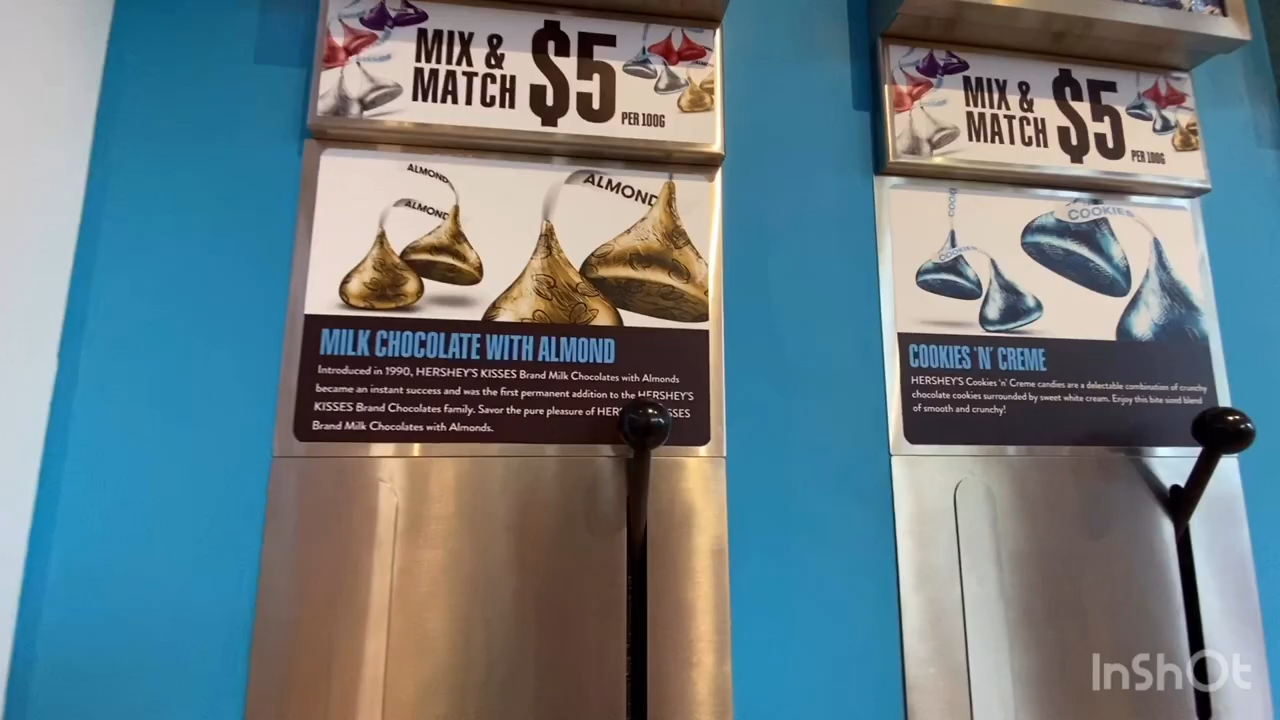 MIX &
MATCH
$5
PER 100G
ALMOND
ALMOND
ALMOND
MILK CHOCOLATE WITH ALMOND
Introduced in 1990, HERSHEY'S KISSES Brand Milk Chocolates with Almonds
became an instant success and was the first permanent addition to the HERSHEY'S
KISSES Brand Chocolates family. Savor the pure pleasure of HER SSES
Brand Milk Chocolates with Almonds.
MIX &
MATCH
$5
PER 100G
COOKIES
COOKIES
COOKIES 'N' CREME
HERSHEY'S Cookies 'n' Creme candies are a delectable combination of crunchy
chocolate cookies surrounded by sweet white cream. Enjoy this bite sized blend
of smooth and crunchy!
InShOt